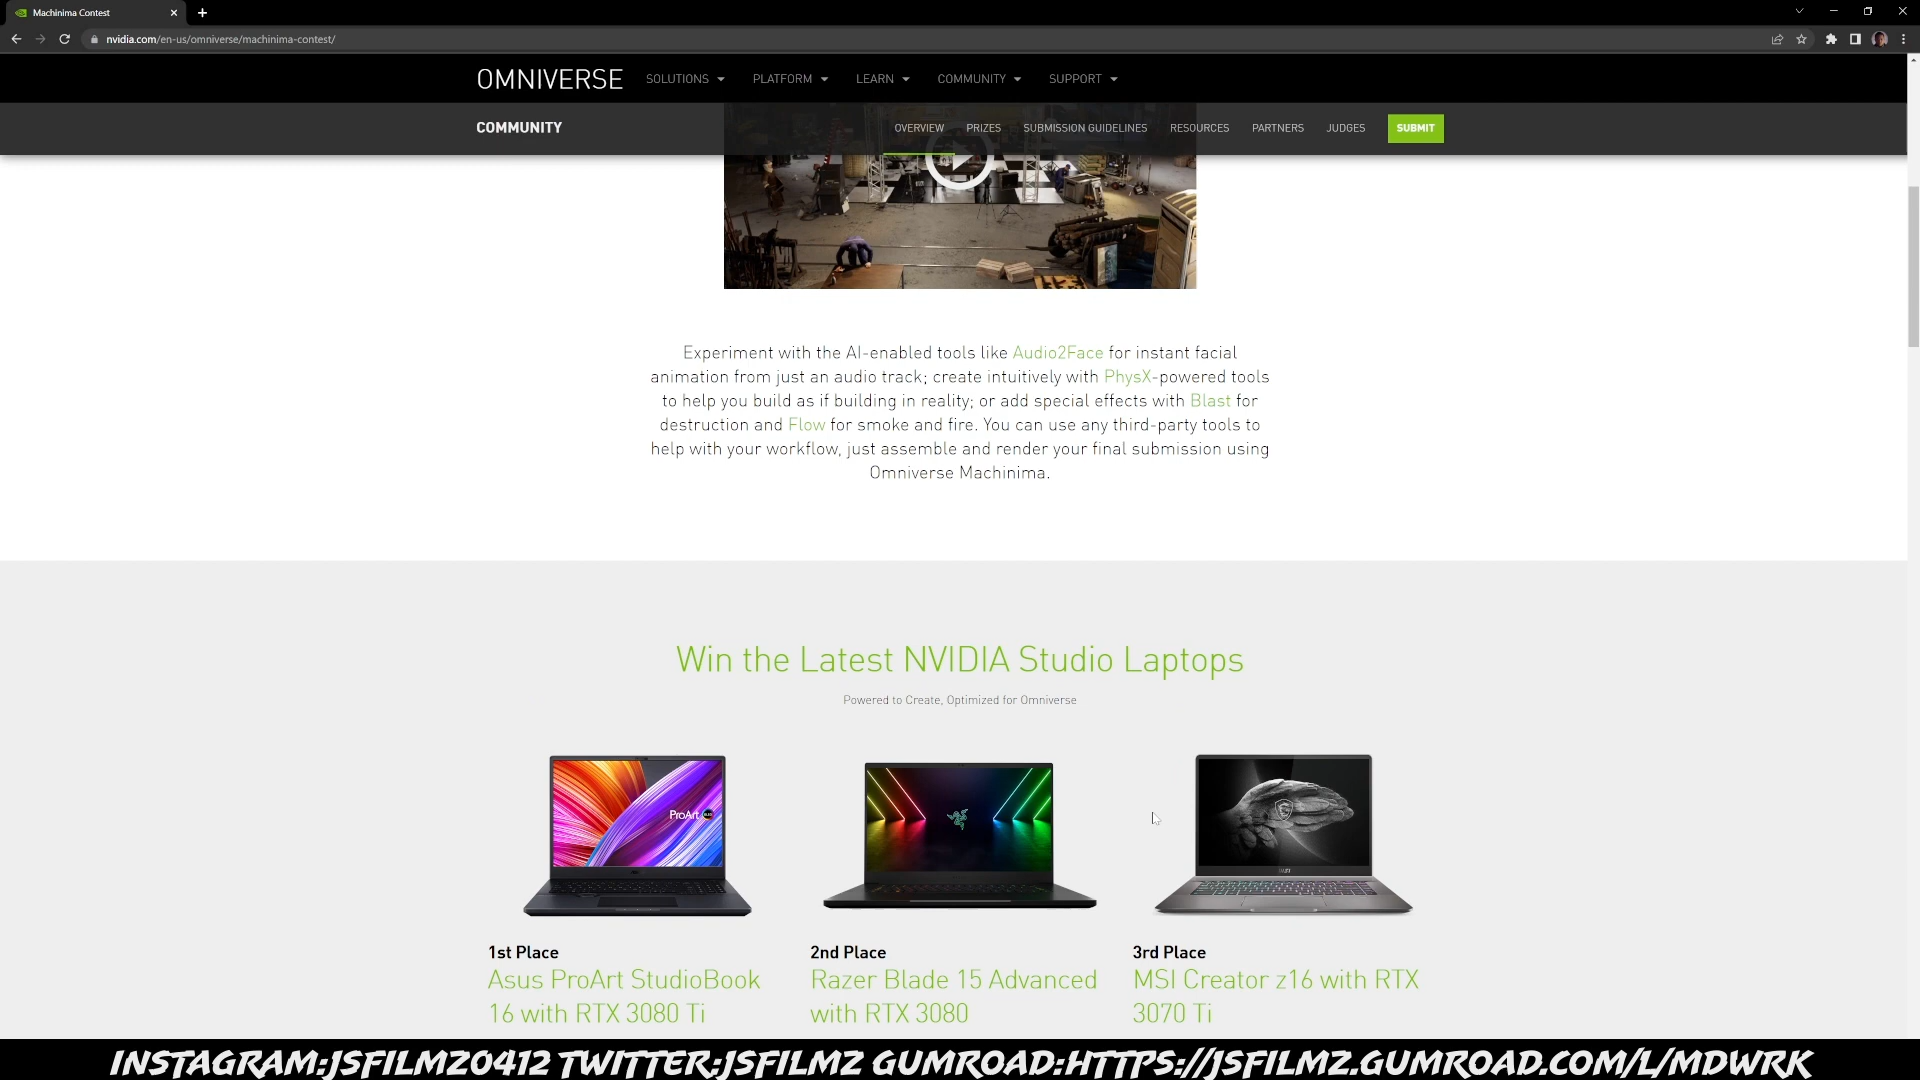 Machinima Contest
nvidia.com/en-us/omniverse/machinima-contest/
OMNIVERSE SOLUTIONS PLATFORM LEARN COMMUNITY SUPPORT
COMMUNITY OVERVIEW PRIZES SUBMISSION GUIDELINES RESOURCES PARTNERS JUDGES SUBMIT
Experiment with the AI-enabled tools like Audio2Face for instant facial
animation from just an audio track; create intuitively with PhysX-powered tools
to help you build as if building in reality; or add special effects with Blast for
destruction and Flow for smoke and fire. You can use any third-party tools to
help with your workflow, just assemble and render your final submission using
Omniverse Machinima.
Win the Latest NVIDIA Studio Laptops
Powered to Create, Optimized for Omniverse
ProArt
1st Place
Asus ProArt StudioBook
16 with RTX 3080 Ti
2nd Place
Razer Blade 15 Advanced
with RTX 3080
3rd Place
MSI Creator z16 with RTX
3070 Ti
INSTAGRAM:JSFILMZ0412 TWITTER:JSFILMZ GUMROAD:HTTPS://JSFILMZ.GUMROAD.COM/L/MDWRK